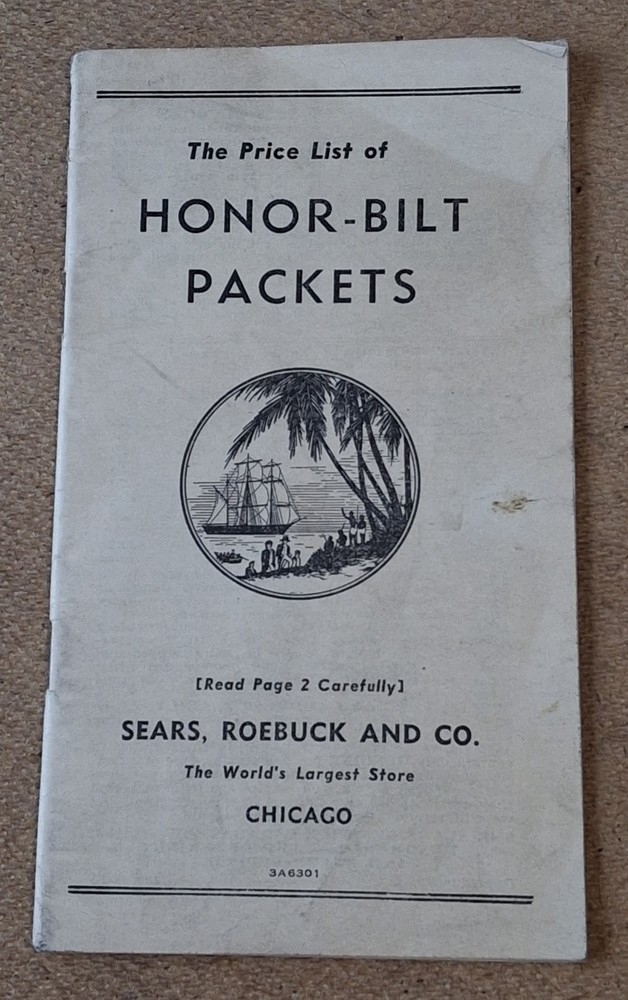 The Price List of
HONOR-BILT
PACKETS
[Read Page 2 Carefully]
SEARS, ROEBUCK AND CO.
The World's Largest Store
CHICAGO
3A6301